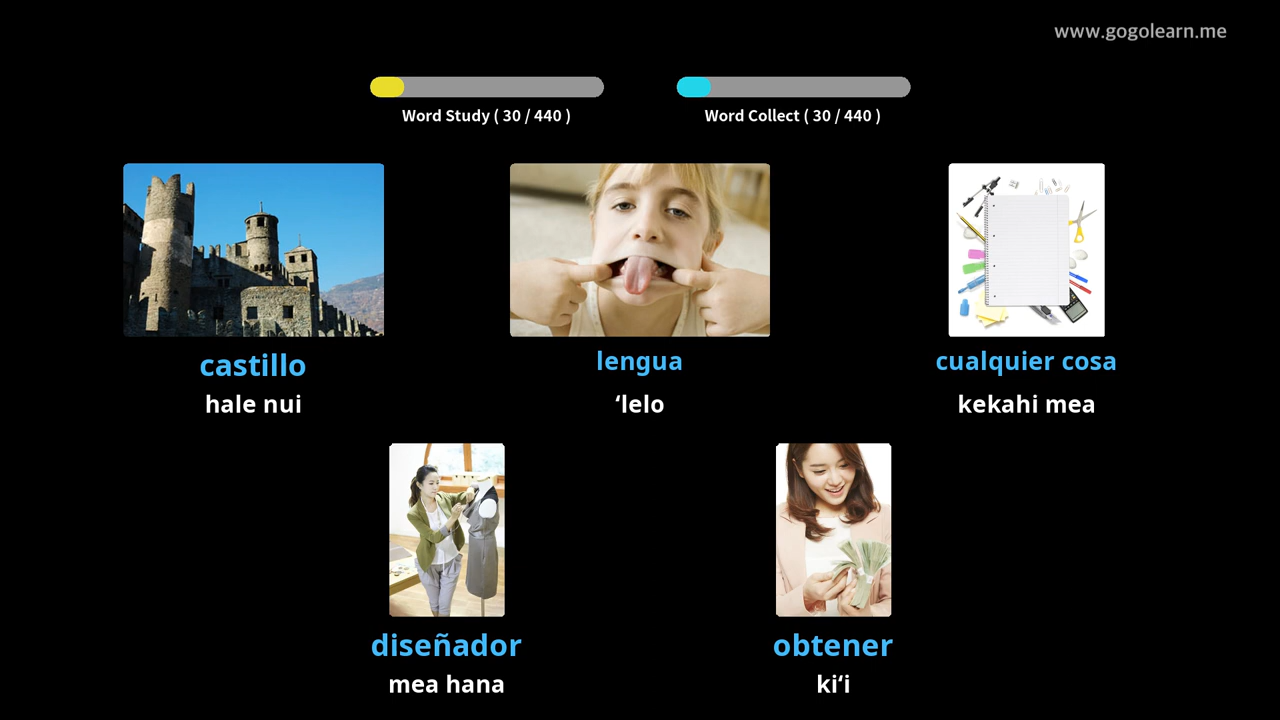 www.gogolearn.me
Word Study ( 30 / 440 )
Word Collect ( 30 / 440 )
castillo
lengua
cualquier cosa
hale nui
ʻlelo
kekahi mea
diseñador
obtener
mea hana
kiʻi